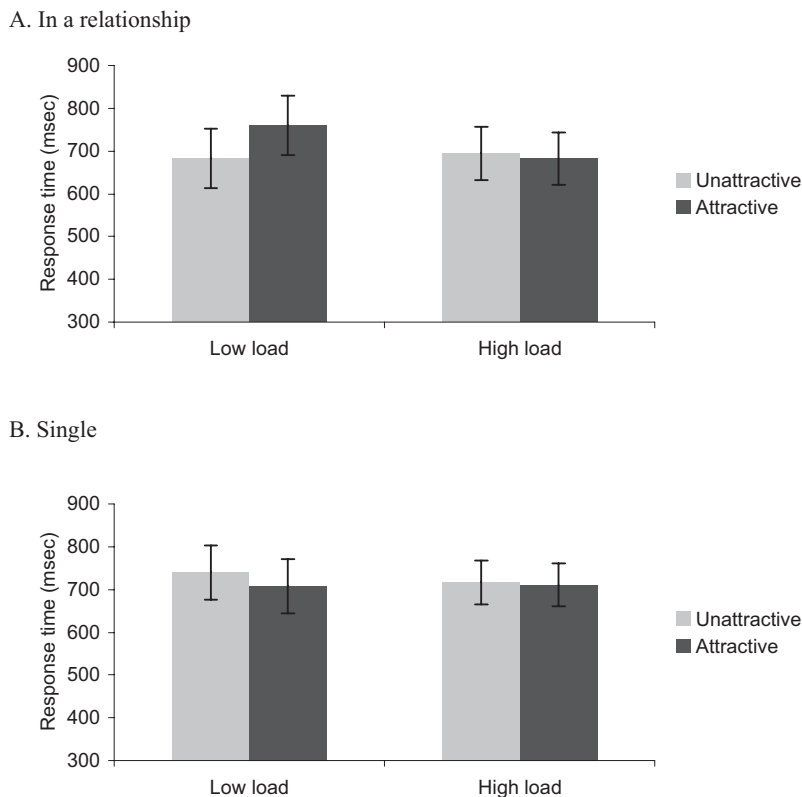 A. In a relationship
900
800
700
600
500
400
300
Response time (msec)
Low load
High load
Unattractive
Attractive
B. Single
900
800
700
600
500
400
300
Response time (msec)
Low load
High load
Unattractive
Attractive